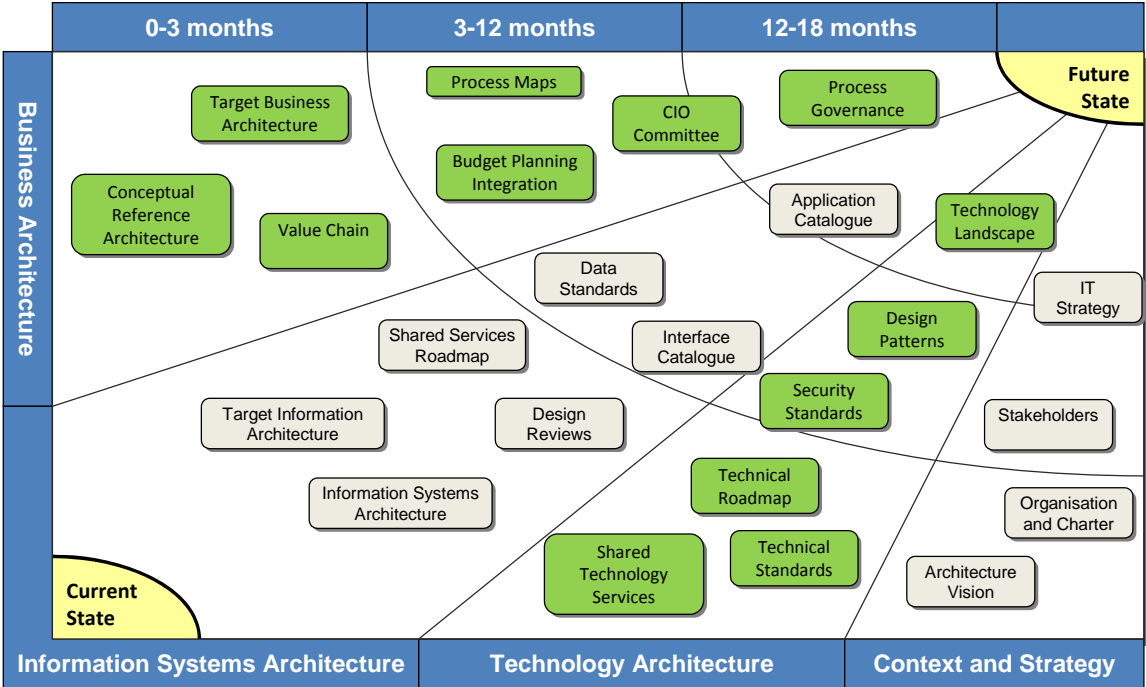 0-3 months
3-12 months
12-18 months
Business Architecture
Process Maps
Target Business
Architecture
CIO
Committee
Process
Governance
Future
State
Budget Planning
Integration
Conceptual
Reference
Architecture
Value Chain
Application
Catalogue
Technology
Landscape
Data
Standards
IT
Strategy
Shared Services
Roadmap
Interface
Catalogue
Design
Patterns
Target Information
Architecture
Design
Reviews
Security
Standards
Stakeholders
Information Systems
Architecture
Technical
Roadmap
Organisation
and Charter
Shared
Technology
Services
Technical
Standards
Architecture
Vision
Current
State
Information Systems Architecture
Technology Architecture
Context and Strategy